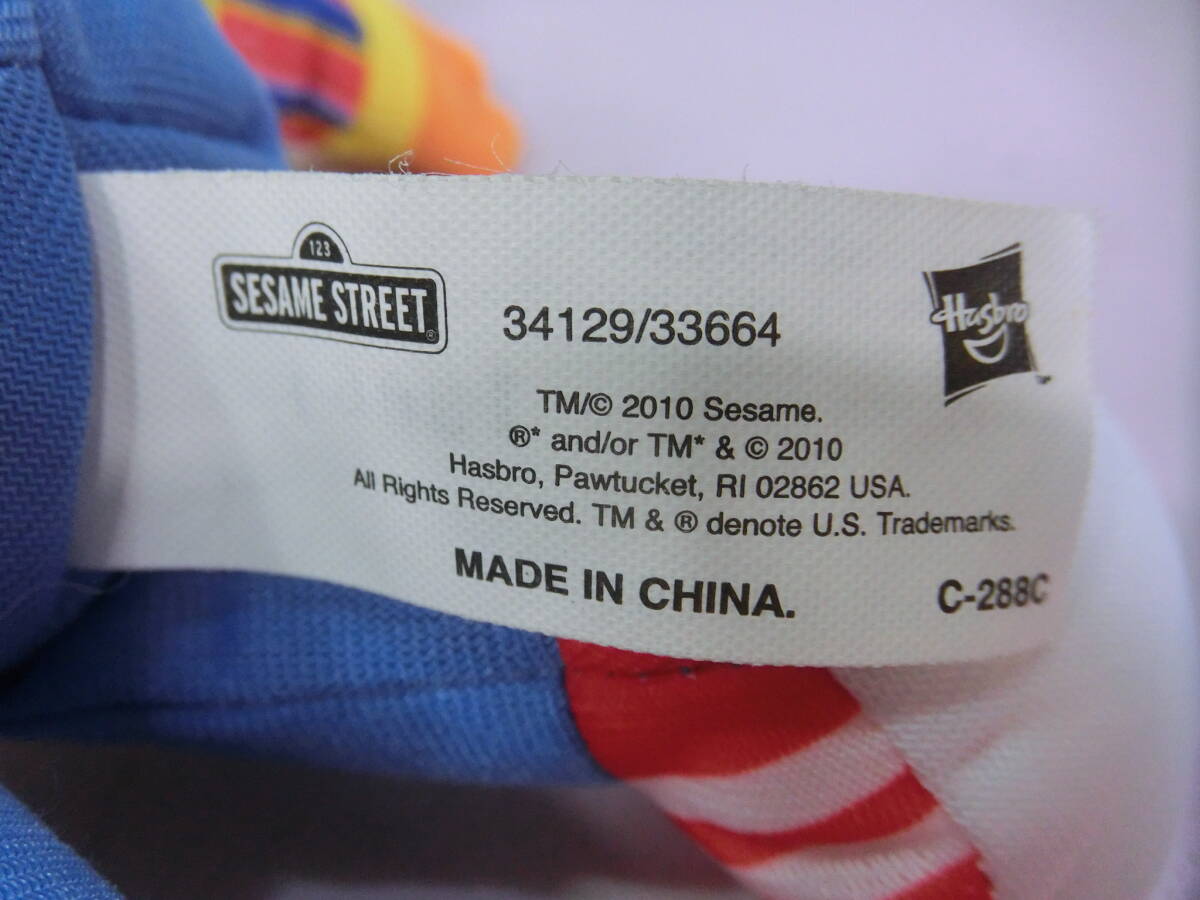 123
SESAME STREET®
34129/33664
Hasbro™
TM/© 2010 Sesame.
®* and/or TM* & © 2010
Hasbro, Pawtucket, RI 02862 USA.
All Rights Reserved. TM & ® denote U.S. Trademarks.
MADE IN CHINA.
C-288C